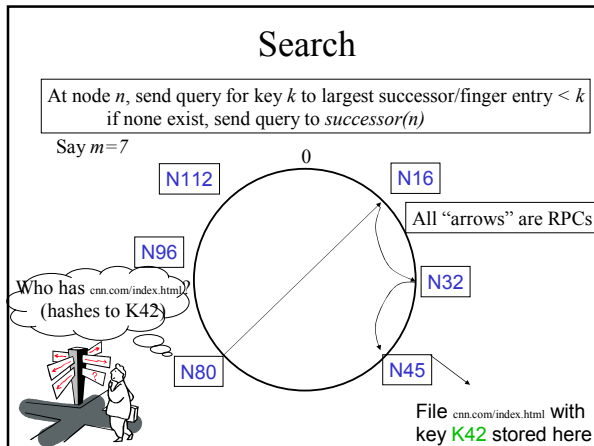 Search
At node n, send query for key k to largest successor/finger entry < k
if none exist, send query to successor(n)
Say m=7
0
N112
N16
All “arrows” are RPCs
N96
Who has cnn.com/index.html?
(hashes to K42)
N32
N80
N45
?
File cnn.com/index.html with
key K42 stored here